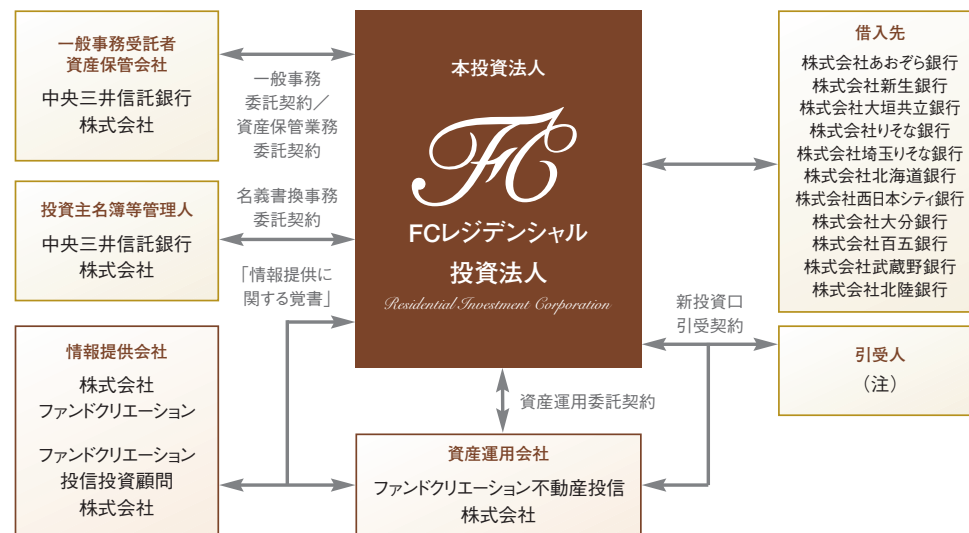 一般事務受託者
資産保管会社
中央三井信託銀行
株式会社
一般事務
委託契約／
資産保管業務
委託契約
投資主名簿等管理人
中央三井信託銀行
株式会社
名義書換事務
委託契約
「情報提供に
関する覚書」
情報提供会社
株式会社
ファンドクリエーション
ファンドクリエーション
投信投資顧問
株式会社
本投資法人
FC
FCレジデンシャル
投資法人
Residential Investment Corporation
資産運用委託契約
資産運用会社
ファンドクリエーション不動産投信
株式会社
新投資口
引受契約
借入先
株式会社あおぞら銀行
株式会社新生銀行
株式会社大垣共立銀行
株式会社りそな銀行
株式会社埼玉りそな銀行
株式会社北海道銀行
株式会社西日本シティ銀行
株式会社大分銀行
株式会社百五銀行
株式会社武蔵野銀行
株式会社北陸銀行
引受人
（注）